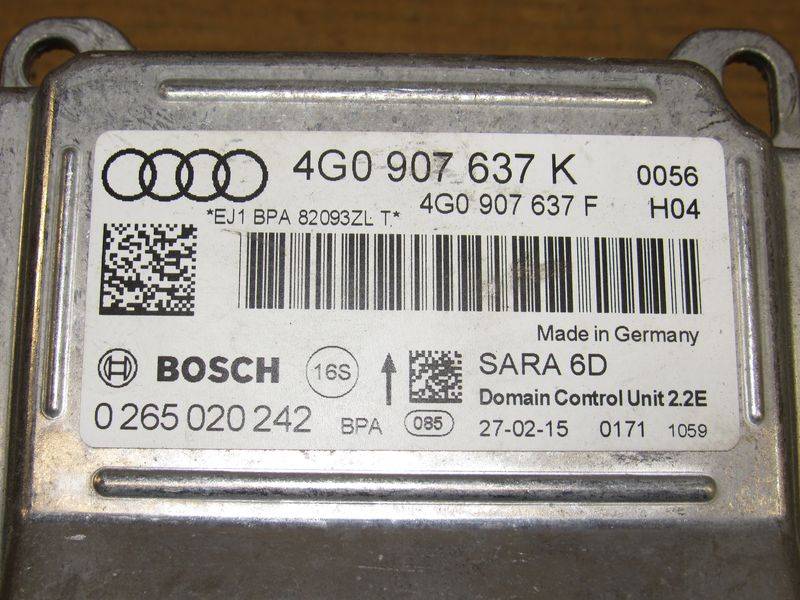 4G0 907 637 K 0056
4G0 907 637 F H04
*EJ1 BPA 82093ZL T*
Made in Germany
BOSCH 16S SARA 6D
Domain Control Unit 2.2E
0 265 020 242 BPA 085 27-02-15 0171 1059